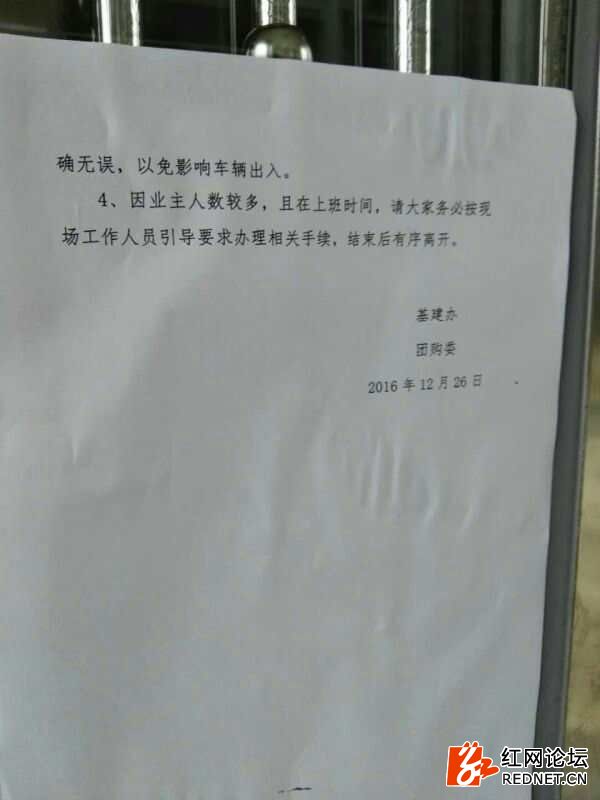 确无误，以免影响车辆出入。
4、因业主人数较多，且在上班时间，请大家务必按现
场工作人员引导要求办理相关手续，结束后有序离开。
基建办
团购委
2016 年 12 月 26 日
红网论坛
REDNET.CN